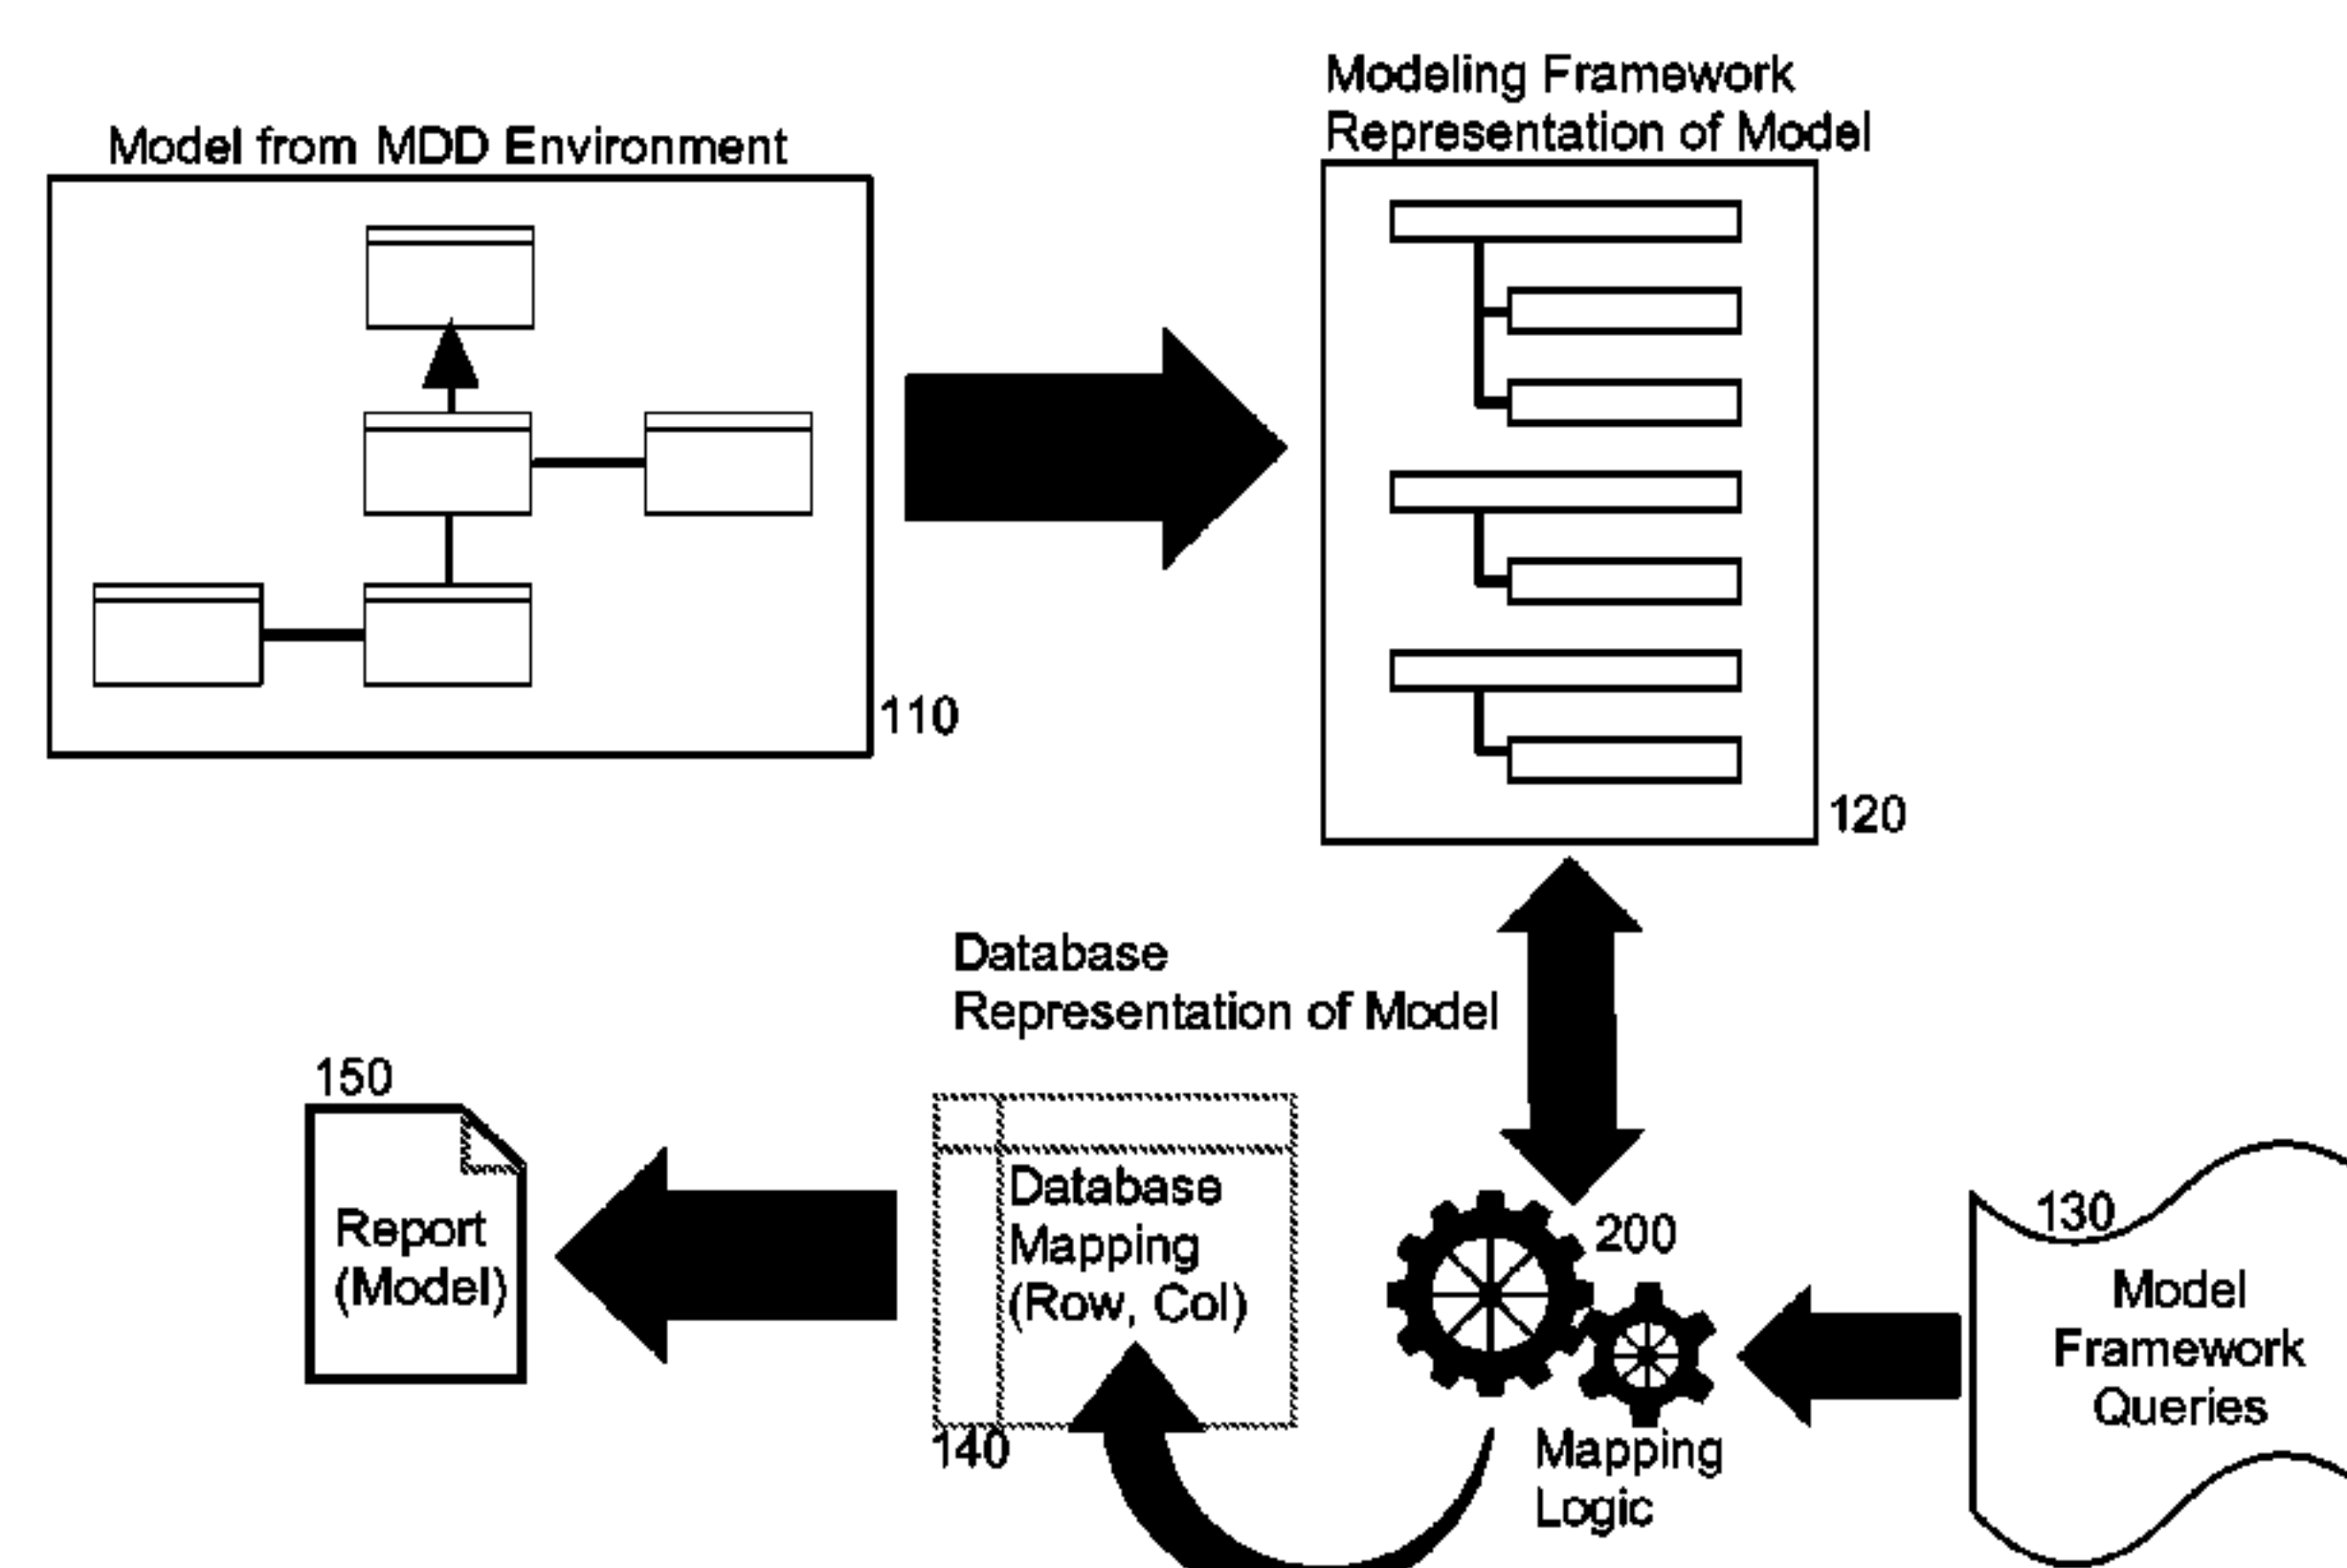 Model from MDD Environment
110
Modeling Framework
Representation of Model
120
Database
Representation of Model
150
Report
(Model)
Database
Mapping
(Row, Col)
140
200
Mapping
Logic
130
Model
Framework
Queries